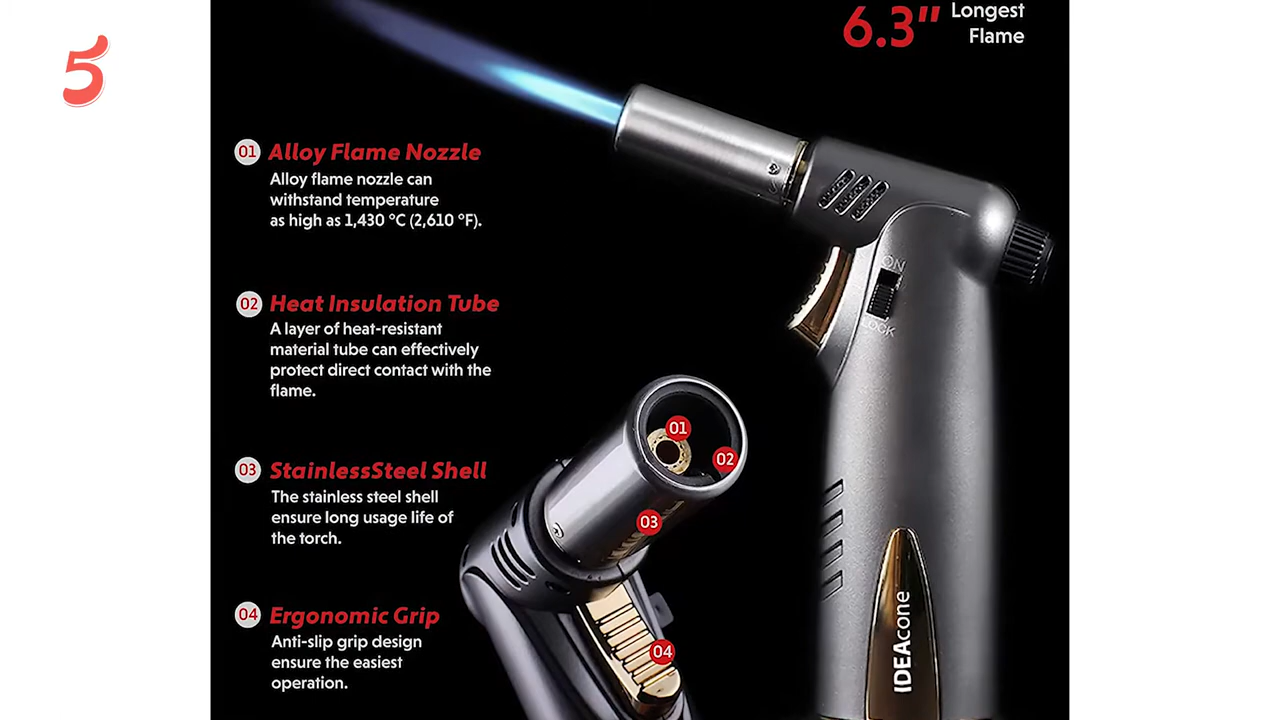 5
6.3" Longest
Flame
01 Alloy Flame Nozzle
Alloy flame nozzle can
withstand temperature
as high as 1,430 °C (2,610 °F).
02 Heat Insulation Tube
A layer of heat-resistant
material tube can effectively
protect direct contact with the
flame.
03 StainlessSteel Shell
The stainless steel shell
ensure long usage life of
the torch.
04 Ergonomic Grip
Anti-slip grip design
ensure the easiest
operation.
ON
LOCK
01
02
03
04
IDEAcone